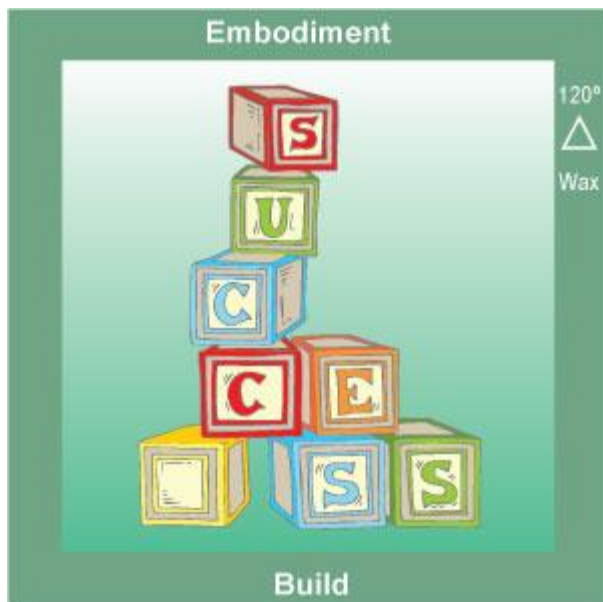 Embodiment
120°
Wax
S
U
C
C E
S S
Build